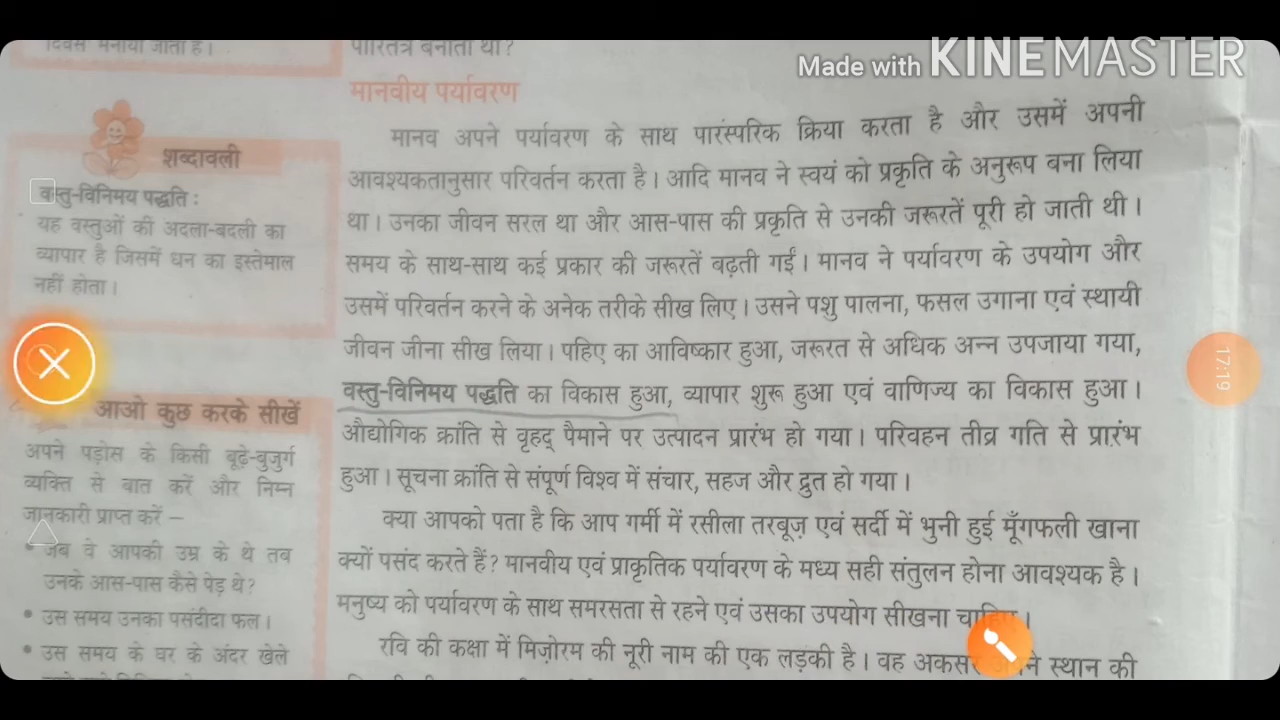 Made with KINEMASTER
दिवस मनाया जाता है।
शब्दावली
वस्तु-विनिमय पद्धति :
यह वस्तुओं की अदला-बदली का
व्यापार है जिसमें धन का इस्तेमाल
नहीं होता।
आओ कुछ करके सीखें
अपने पड़ोस के किसी बूढ़े-बुजुर्ग
व्यक्ति से बात करें और निम्न
जानकारी प्राप्त करें –
• जब वे आपकी उम्र के थे तब
उनके आस-पास कैसे पेड़ थे?
• उस समय उनका पसंदीदा फल।
• उस समय के घर के अंदर खेले
पारितंत्र बनाता था?
मानवीय पर्यावरण
मानव अपने पर्यावरण के साथ पारंस्परिक क्रिया करता है और उसमें अपनी
आवश्यकतानुसार परिवर्तन करता है। आदि मानव ने स्वयं को प्रकृति के अनुरूप बना लिया
था। उनका जीवन सरल था और आस-पास की प्रकृति से उनकी जरूरतें पूरी हो जाती थी।
समय के साथ-साथ कई प्रकार की जरूरतें बढ़ती गईं। मानव ने पर्यावरण के उपयोग और
उसमें परिवर्तन करने के अनेक तरीके सीख लिए। उसने पशु पालना, फसल उगाना एवं स्थायी
जीवन जीना सीख लिया। पहिए का आविष्कार हुआ, जरूरत से अधिक अन्न उपजाया गया,
वस्तु-विनिमय पद्धति का विकास हुआ, व्यापार शुरू हुआ एवं वाणिज्य का विकास हुआ।
औद्योगिक क्रांति से वृहद् पैमाने पर उत्पादन प्रारंभ हो गया। परिवहन तीव्र गति से प्रारंभ
हुआ। सूचना क्रांति से संपूर्ण विश्व में संचार, सहज और द्रुत हो गया।
क्या आपको पता है कि आप गर्मी में रसीला तरबूज़ एवं सर्दी में भुनी हुई मूँगफली खाना
क्यों पसंद करते हैं? मानवीय एवं प्राकृतिक पर्यावरण के मध्य सही संतुलन होना आवश्यक है।
मनुष्य को पर्यावरण के साथ समरसता से रहने एवं उसका उपयोग सीखना चाहिए।
रवि की कक्षा में मिज़ोरम की नूरी नाम की एक लड़की है। वह अकसर अपने स्थान की
17:19